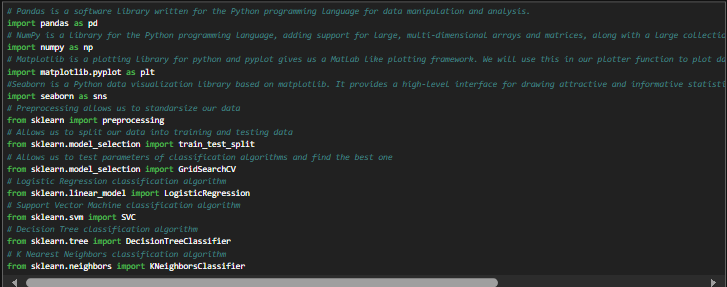 # Pandas is a software library written for the Python programming language for data manipulation and analysis.
import pandas as pd
# NumPy is a library for the Python programming language, adding support for large, multi-dimensional arrays and matrices, along with a large collectio
import numpy as np
# Matplotlib is a plotting library for python and pyplot gives us a MatLab like plotting framework. We will use this in our plotter function to plot da
import matplotlib.pyplot as plt
#Seaborn is a Python data visualization library based on matplotlib. It provides a high-level interface for drawing attractive and informative statisti
import seaborn as sns
# Preprocessing allows us to standarsize our data
from sklearn import preprocessing
# Allows us to split our data into training and testing data
from sklearn.model_selection import train_test_split
# Allows us to test parameters of classification algorithms and find the best one
from sklearn.model_selection import GridSearchCV
# Logistic Regression classification algorithm
from sklearn.linear_model import LogisticRegression
# Support Vector Machine classification algorithm
from sklearn.svm import SVC
# Decision Tree classification algorithm
from sklearn.tree import DecisionTreeClassifier
# K Nearest Neighbors classification algorithm
from sklearn.neighbors import KNeighborsClassifier